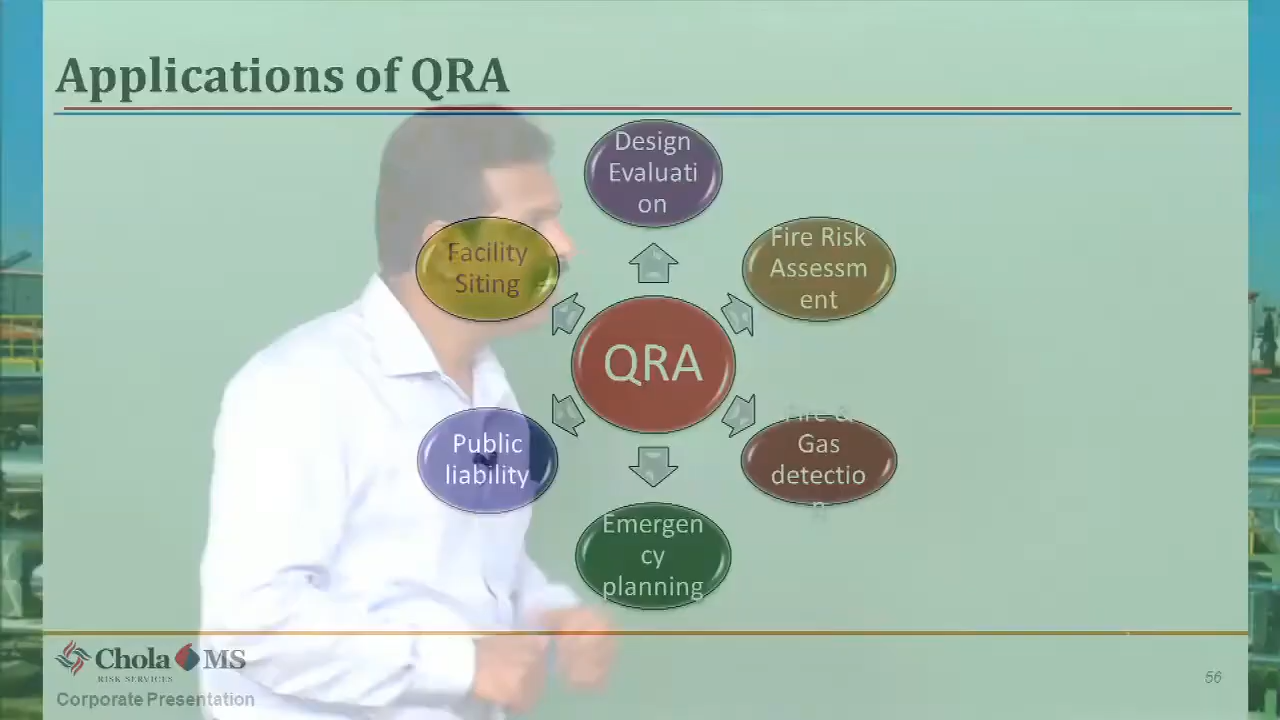 Applications of QRA
Design
Evaluati
on
Facility
Siting
Fire Risk
Assessm
ent
QRA
Public
liability
Fire &
Gas
detectio
n
Emergen
cy
planning
Chola MS
RISK SERVICES
Corporate Presentation
56